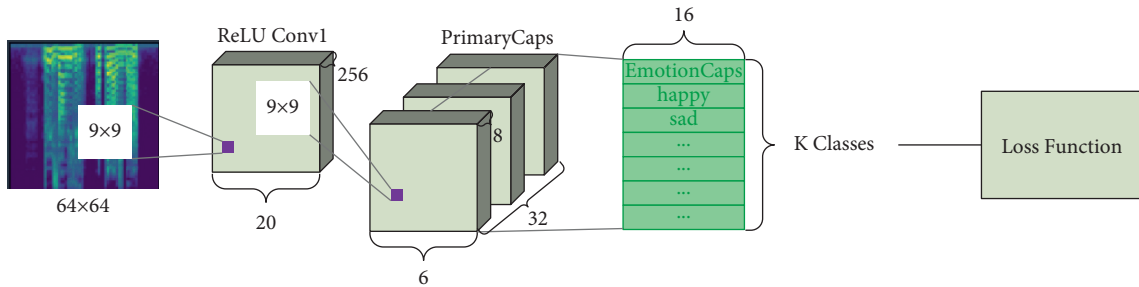 9×9
64×64
ReLU Conv1
256
9×9
20
PrimaryCaps
8
32
6
16
EmotionCaps
happy
sad
...
...
...
...
K Classes
Loss Function